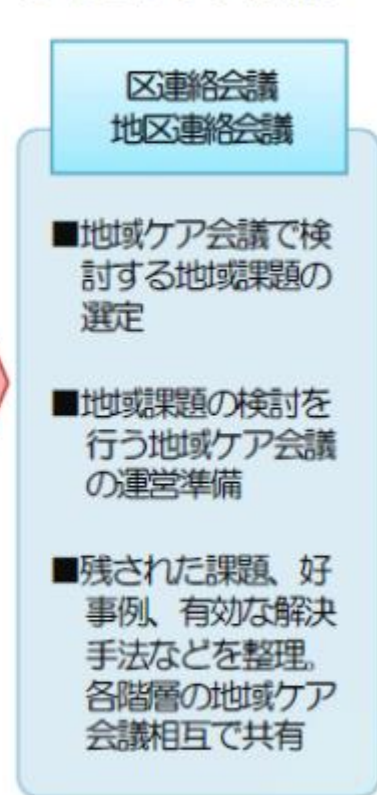 区連絡会議
地区連絡会議
■地域ケア会議で検
討する地域課題の
選定
■地域課題の検討を
行う地域ケア会議
の運営準備
■残された課題、好
事例、有効な解決
手法などを整理。
各階層の地域ケア
会議相互で共有